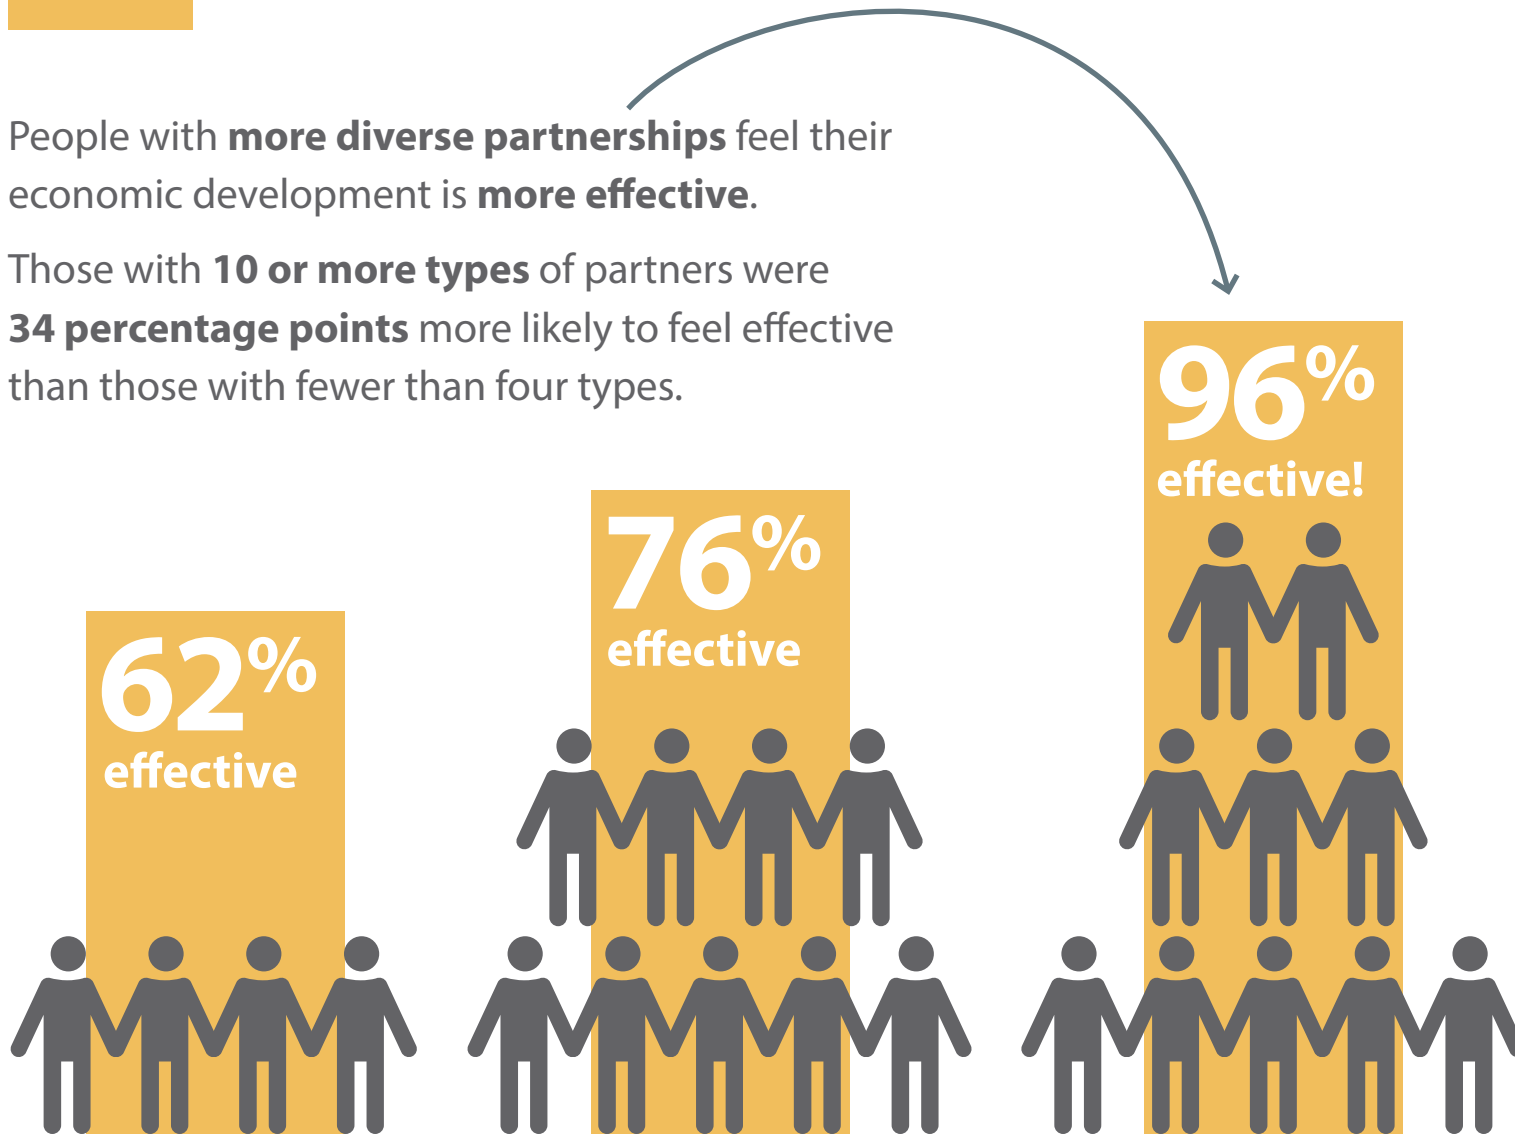 People with more diverse partnerships feel their
economic development is more effective.
Those with 10 or more types of partners were
34 percentage points more likely to feel effective
than those with fewer than four types.
62%
effective
76%
effective
96%
effective!